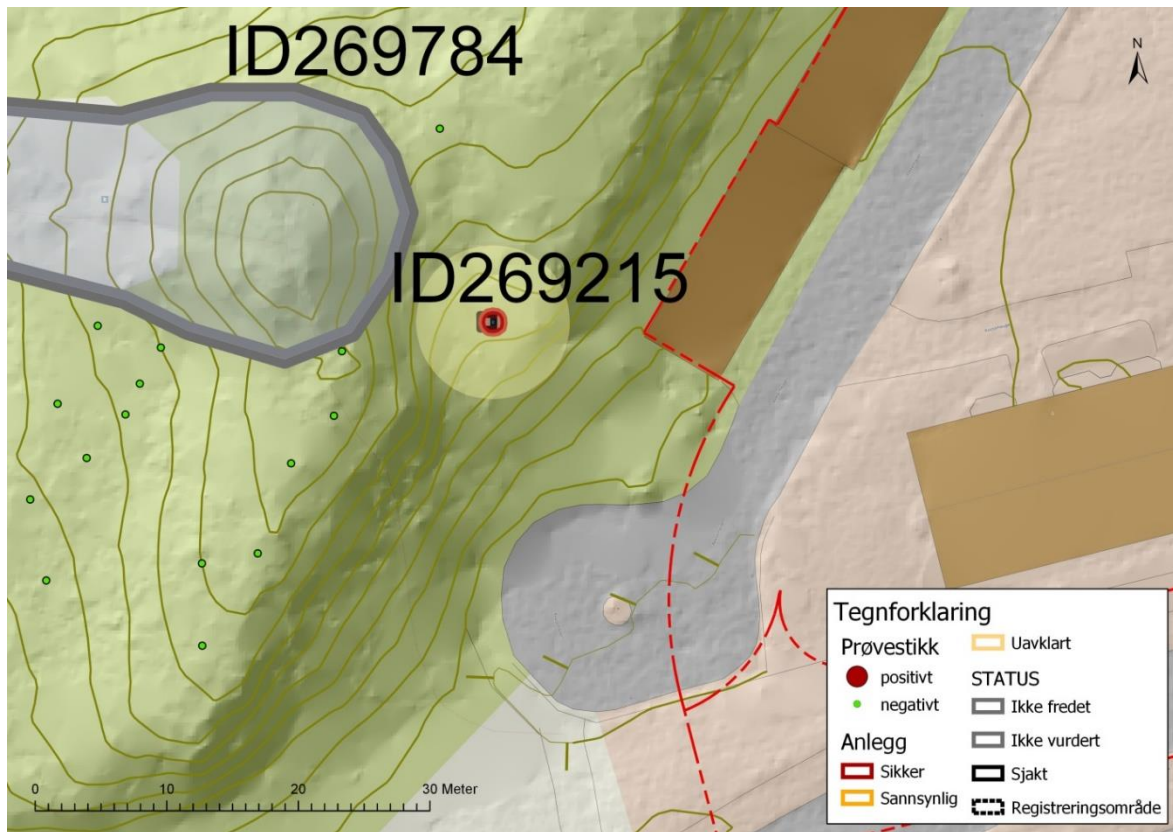 ID269784
N
ID269215
0 10 20 30 Meter
Tegnforklaring
Prøvestikk
positivt
negativt
Anlegg
Sikker
Sannsynlig
Uavklart
STATUS
Ikke fredet
Ikke vurdert
Sjakt
Registreringsområde